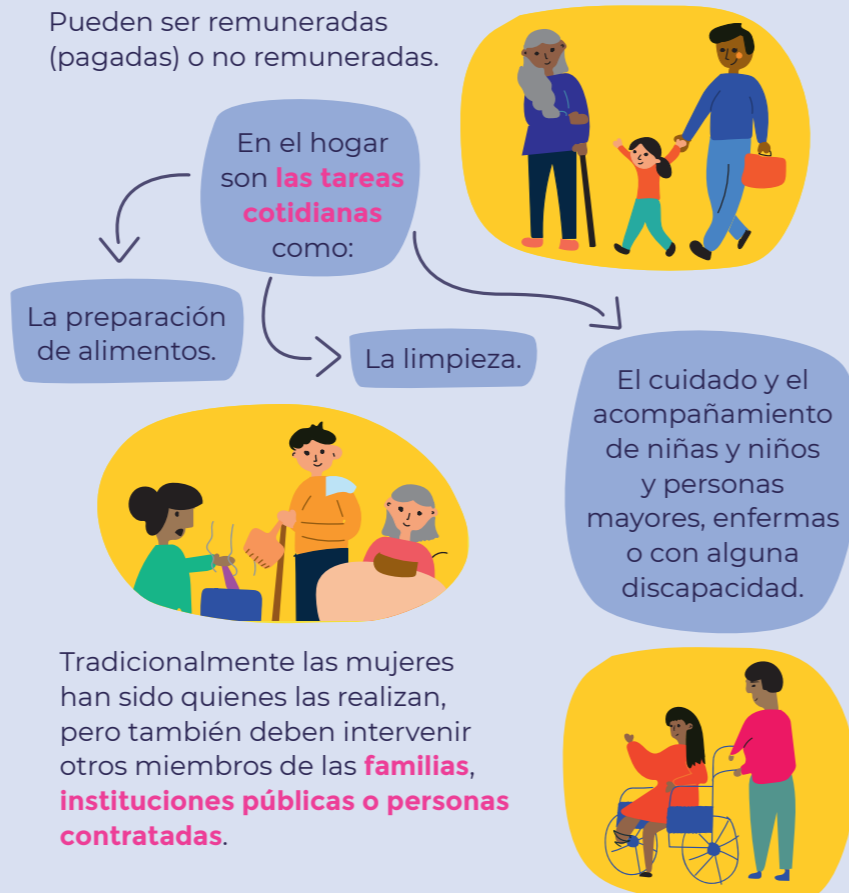 Pueden ser remuneradas
(pagadas) o no remuneradas.
En el hogar
son las tareas
cotidianas
como:
La preparación
de alimentos.
La limpieza.
El cuidado y el
acompañamiento
de niñas y niños
y personas
mayores, enfermas
o con alguna
discapacidad.
Tradicionalmente las mujeres
han sido quienes las realizan,
pero también deben intervenir
otros miembros de las familias,
instituciones públicas o personas
contratadas.